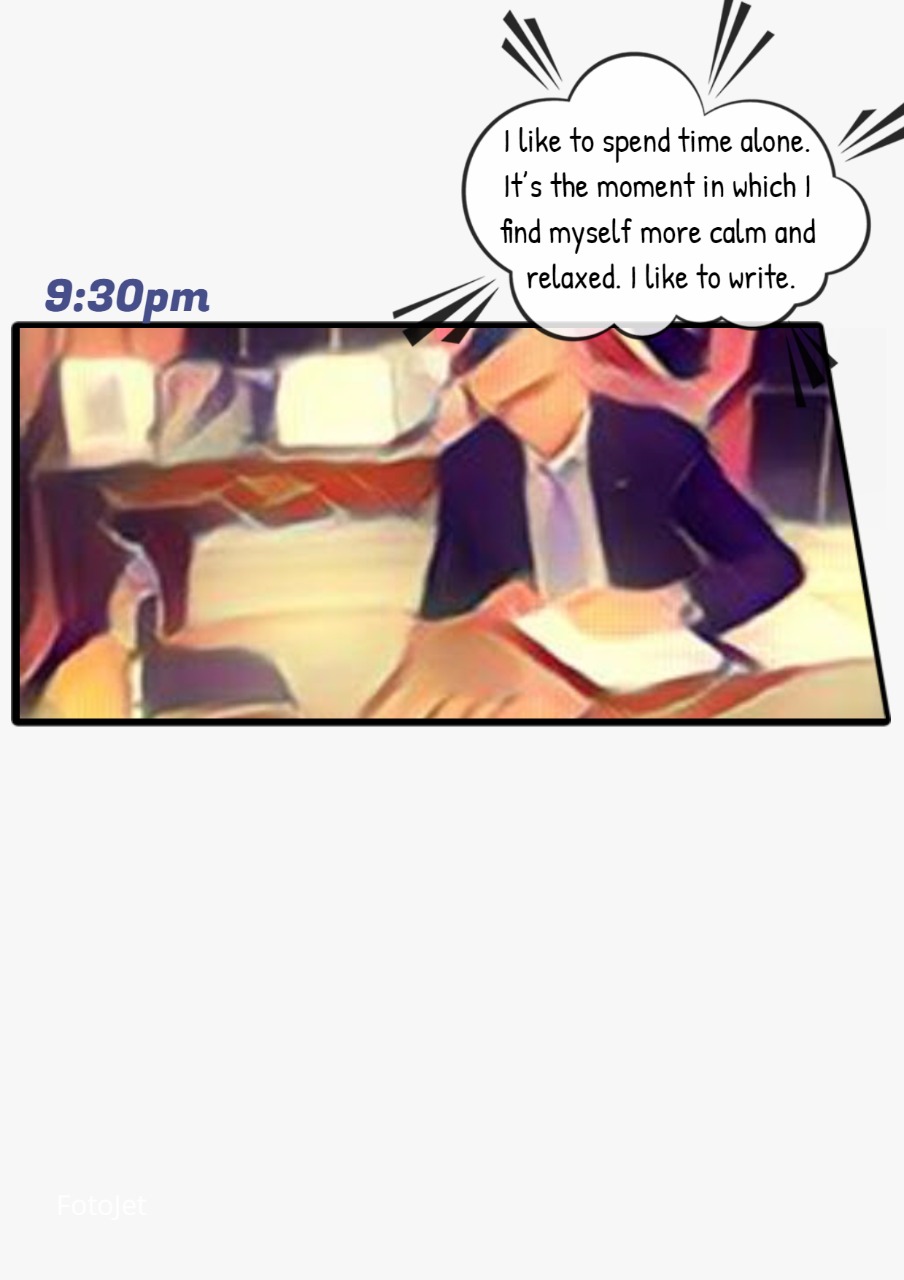 I like to spend time alone.
It's the moment in which I
find myself more calm and
relaxed. I like to write.
9:30pm
FotoJet